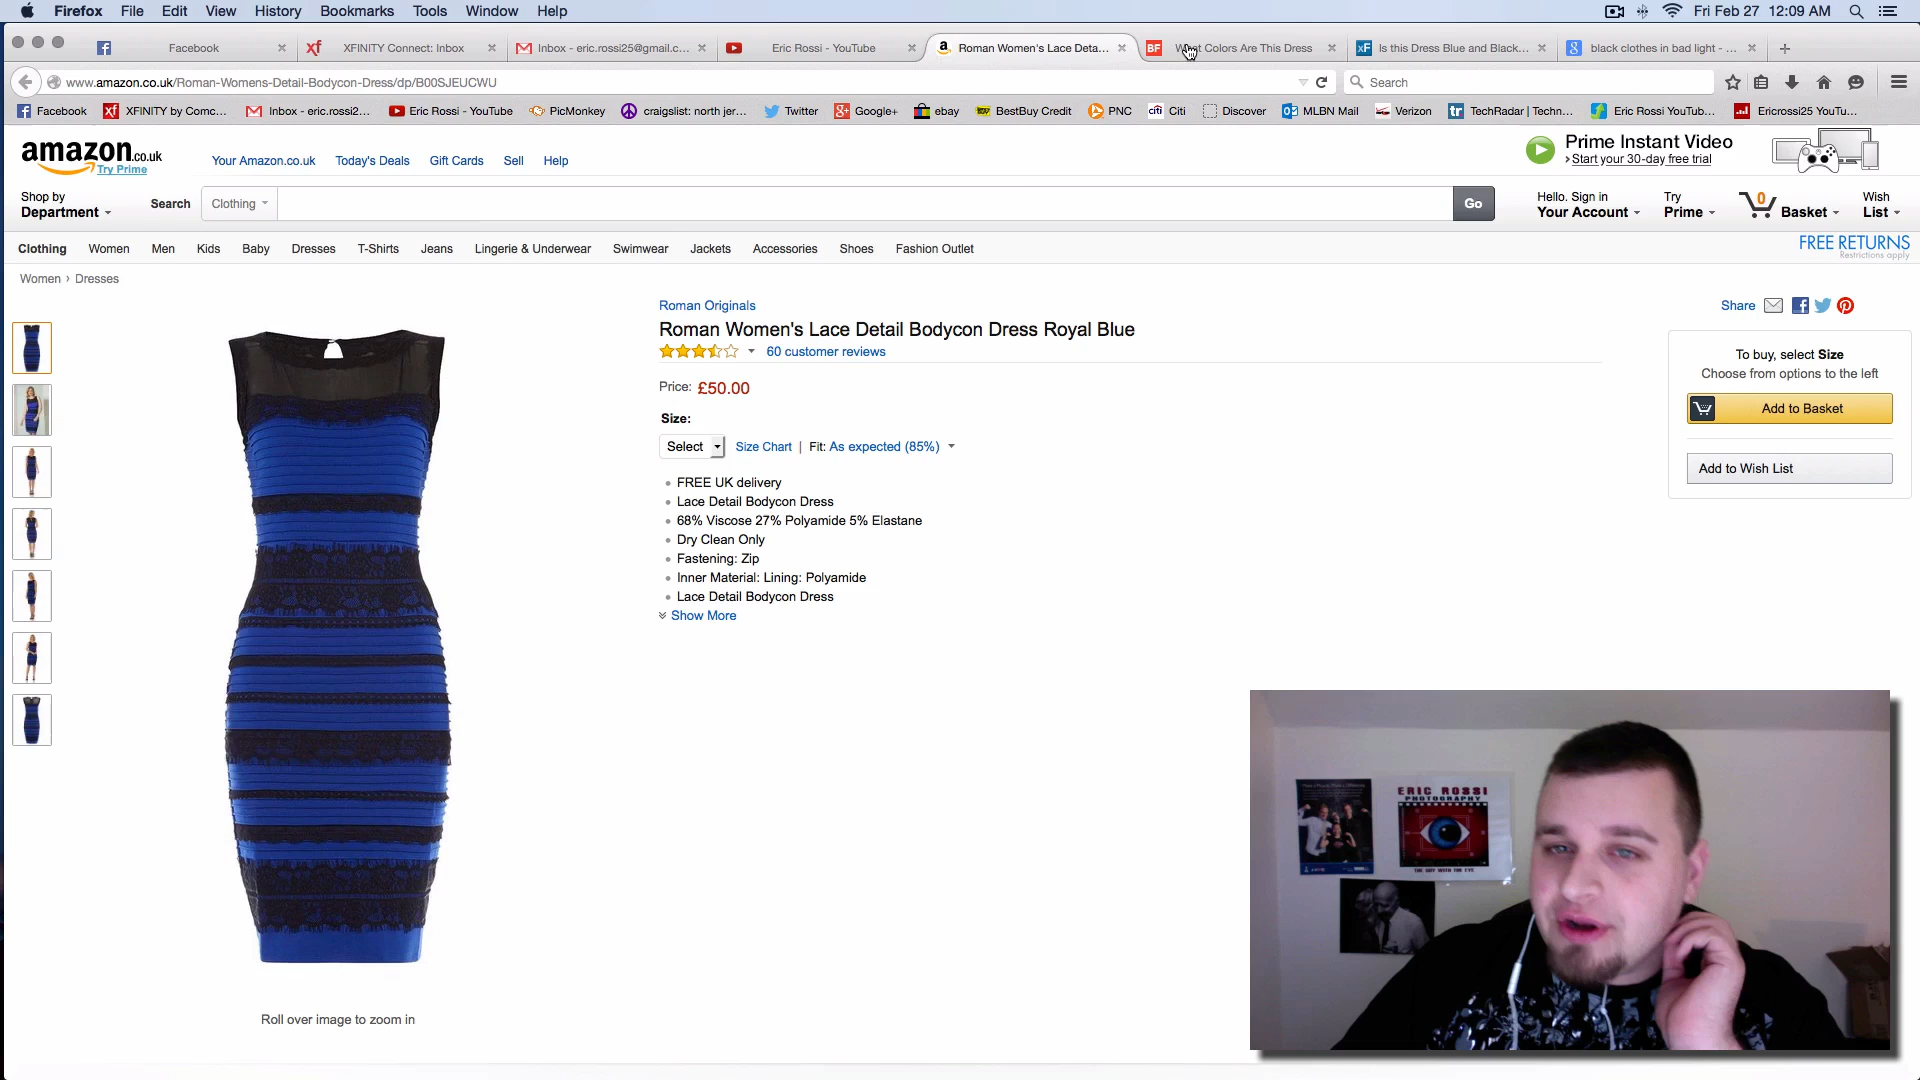 Firefox File Edit View History Bookmarks Tools Window Help Fri Feb 27 12:09 AM
Facebook XFINITY Connect: Inbox Inbox - eric.rossi25@gmail.c... Eric Rossi - YouTube Roman Women's Lace Deta... What Colors Are This Dress Is this Dress Blue and Black... black clothes in bad light - ...
www.amazon.co.uk/Roman-Womens-Detail-Bodycon-Dress/dp/B00SJEUCWU Search
Facebook XFINITY by Comc... Inbox - eric.rossi2... Eric Rossi - YouTube PicMonkey craigslist: north jer... Twitter Google+ ebay BestBuy Credit PNC Citi Discover MLBN Mail Verizon TechRadar | Techn... Eric Rossi YouTub... Ericrossi25 YouTu...
amazon.co.uk
Try Prime
Your Amazon.co.uk Today's Deals Gift Cards Sell Help
Prime Instant Video
Start your 30-day free trial
Shop by
Department
Search Clothing Go
Hello. Sign in
Your Account
Try
Prime
0
Basket
Wish
List
Clothing Women Men Kids Baby Dresses T-Shirts Jeans Lingerie & Underwear Swimwear Jackets Accessories Shoes Fashion Outlet
FREE RETURNS
Restrictions apply
Women › Dresses
Roman Originals
Roman Women's Lace Detail Bodycon Dress Royal Blue
60 customer reviews
Price: £50.00
Size:
Select Size Chart | Fit: As expected (85%)
FREE UK delivery
Lace Detail Bodycon Dress
68% Viscose 27% Polyamide 5% Elastane
Dry Clean Only
Fastening: Zip
Inner Material: Lining: Polyamide
Lace Detail Bodycon Dress
Show More
Share
To buy, select Size
Choose from options to the left
Add to Basket
Add to Wish List
Roll over image to zoom in
ERIC ROSSI
PHOTOGRAPHY
THE GUY WITH THE EYE